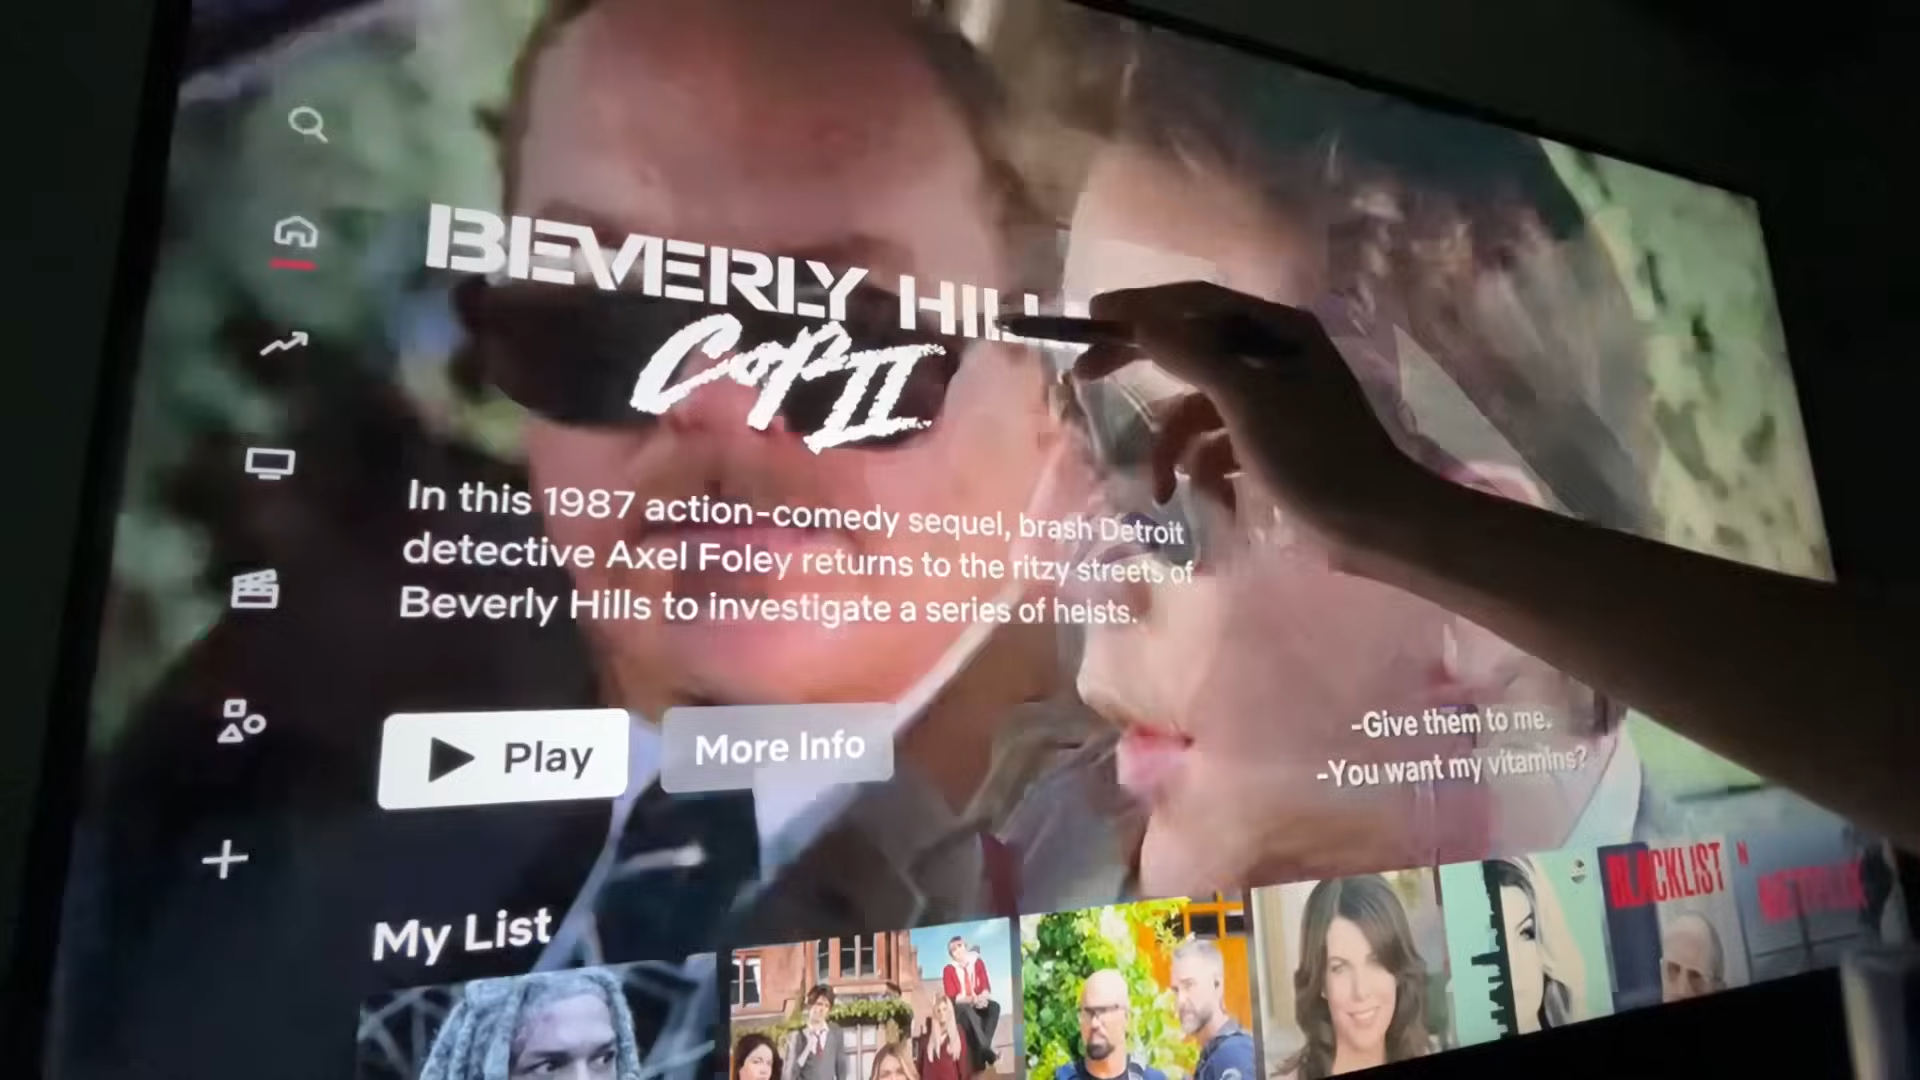 BEVERLY HILL
COP II
In this 1987 action-comedy sequel, brash Detroit
detective Axel Foley returns to the ritzy streets of
Beverly Hills to investigate a series of heists.
Play
More Info
-Give them to me.
-You want my vitamins?
My List
BLACKLIST
N
NETFLIX